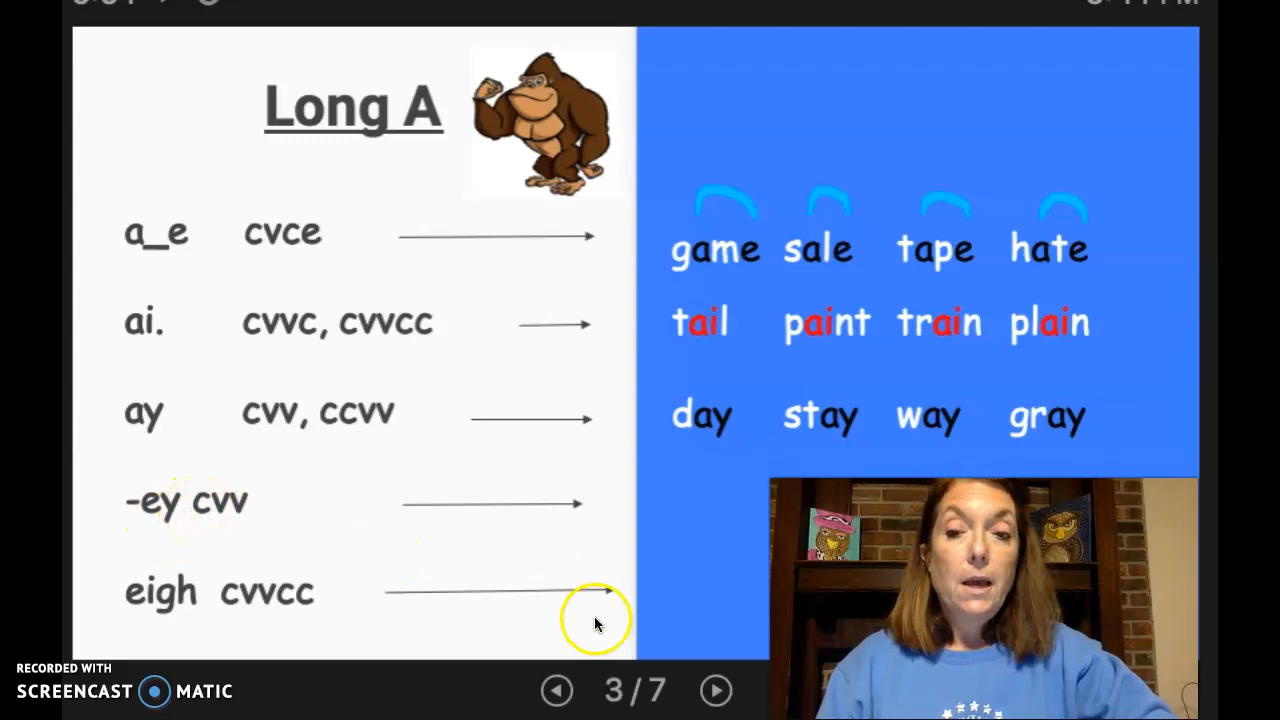 Long A
a_e cvce
game sale tape hate
ai. cvvc, cvvcc
tail paint train plain
ay cvv, ccvv
day stay way gray
-ey cvv
eigh cvvcc
RECORDED WITH
SCREENCAST MATIC
3/7